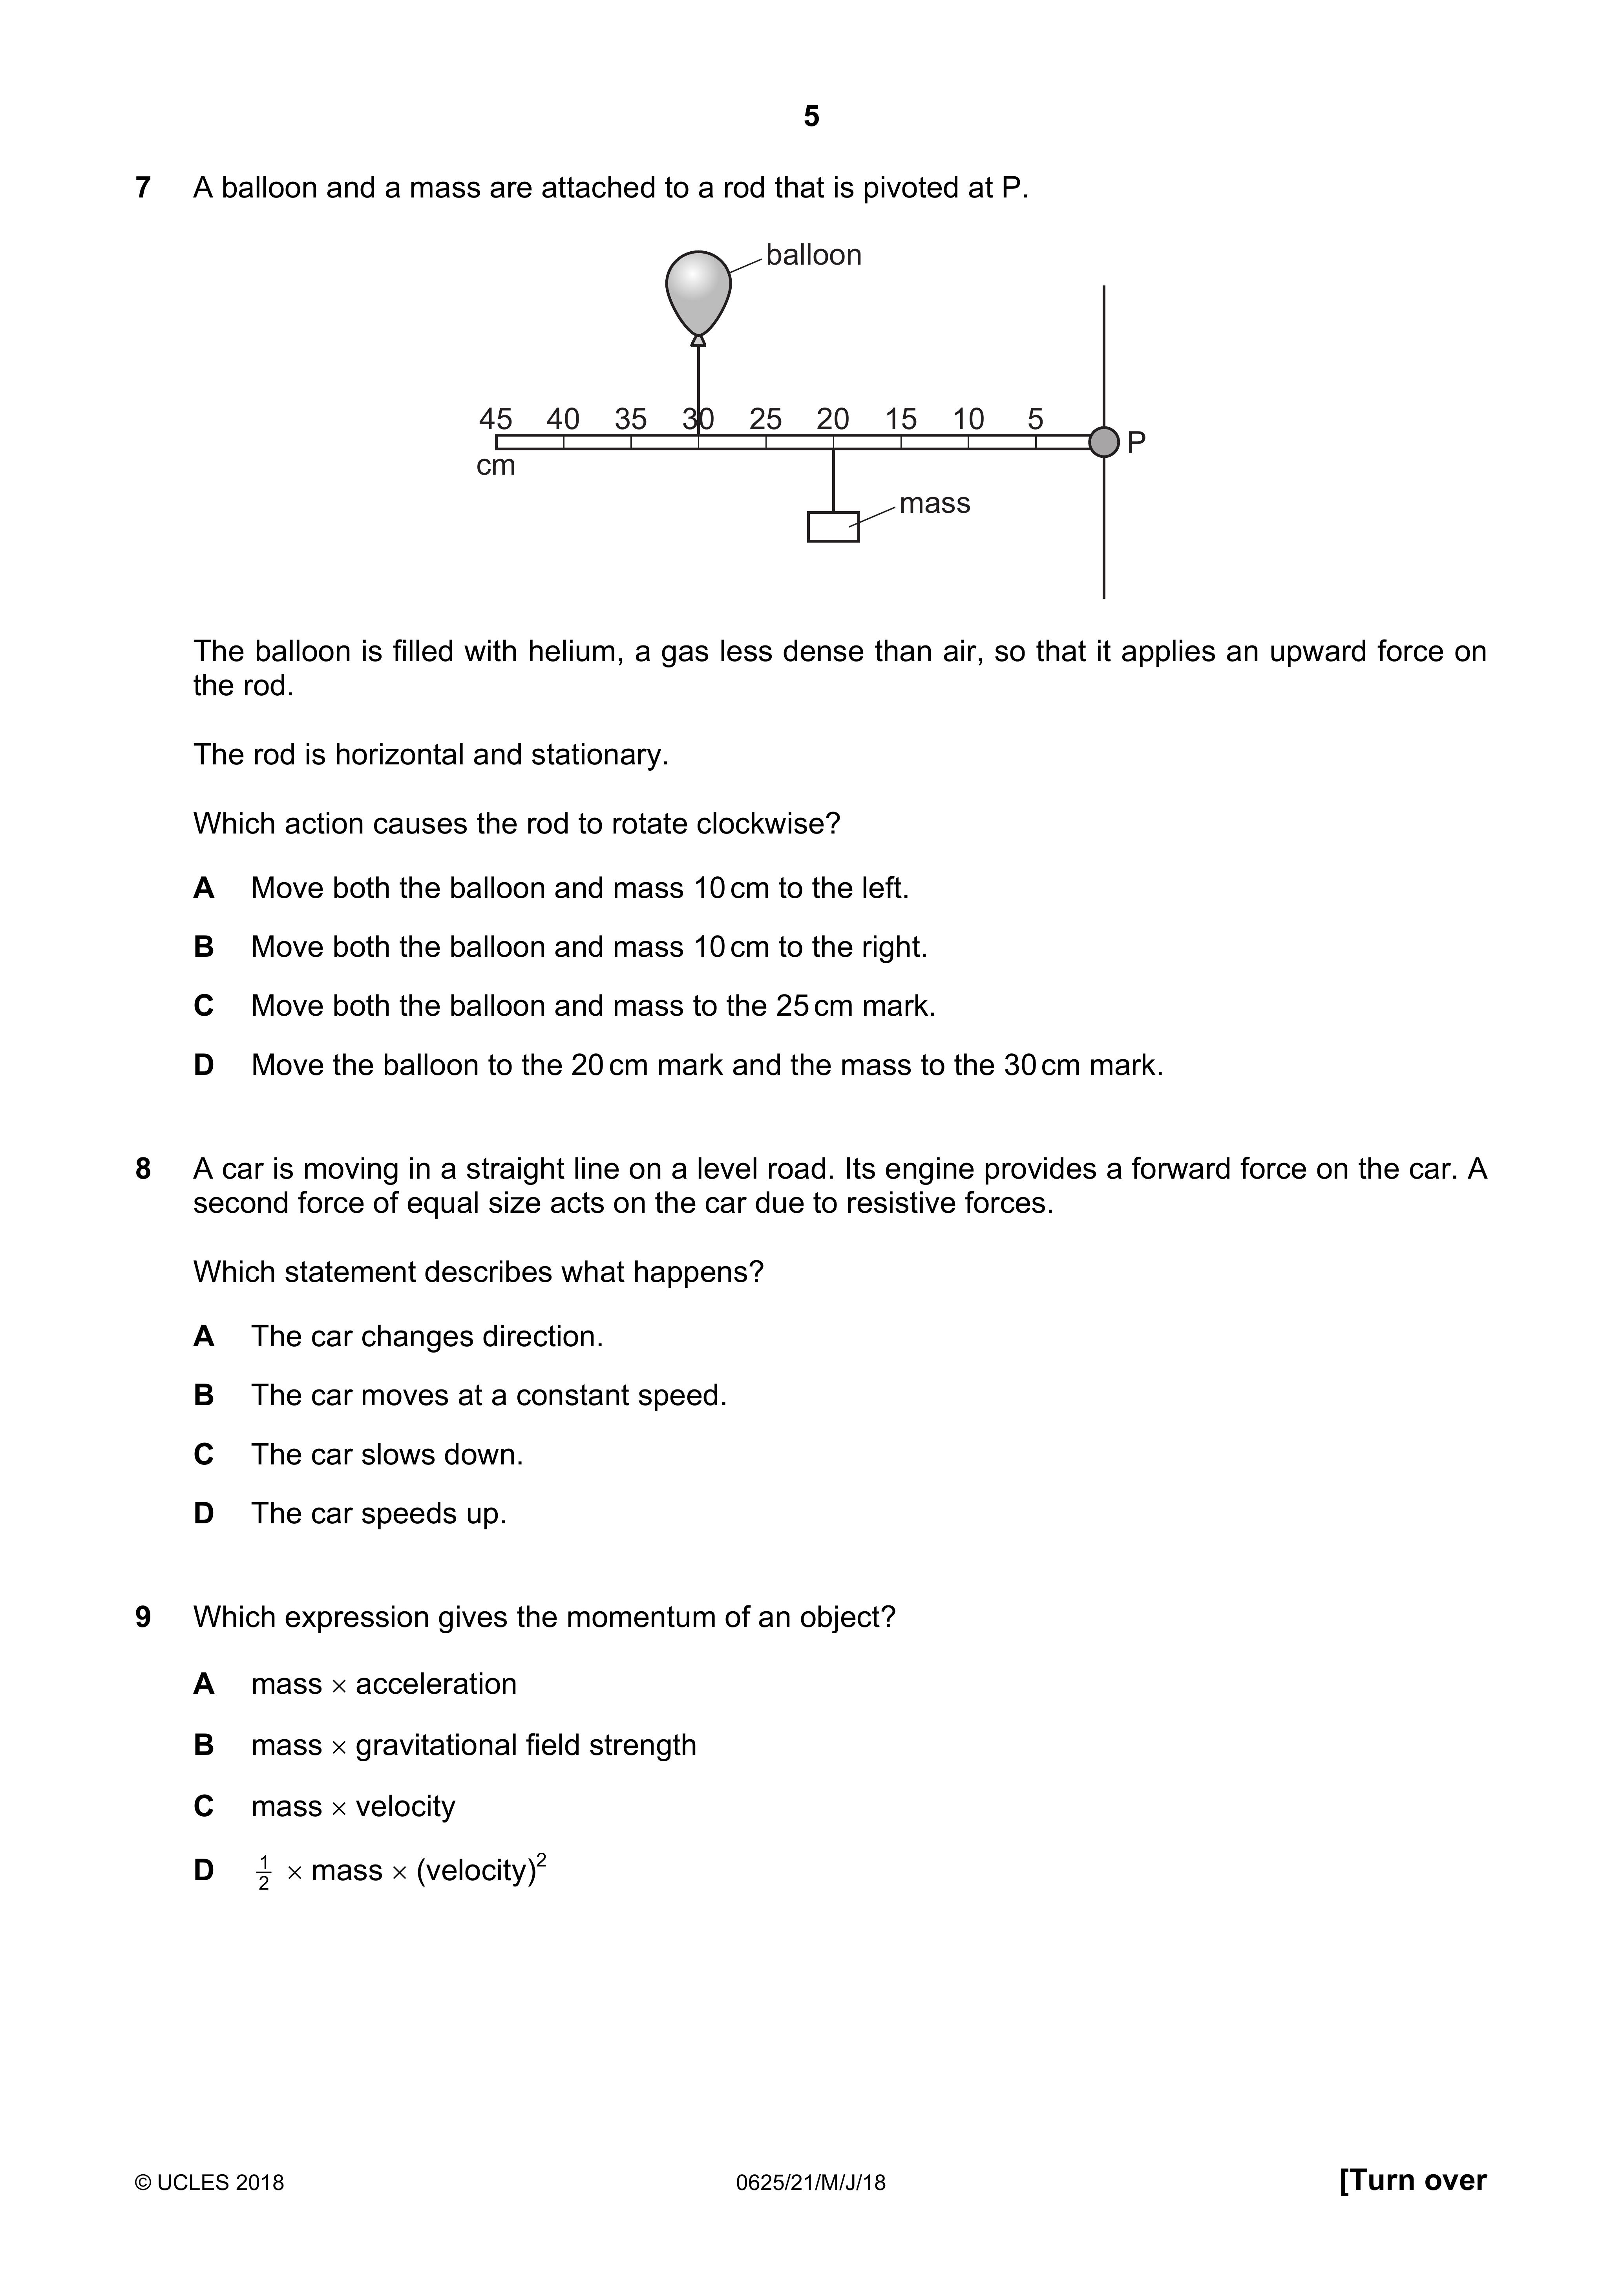 5
7 A balloon and a mass are attached to a rod that is pivoted at P.
balloon
45 40 35 30 25 20 15 10 5
P
cm
mass
The balloon is filled with helium, a gas less dense than air, so that it applies an upward force on
the rod.
The rod is horizontal and stationary.
Which action causes the rod to rotate clockwise?
A Move both the balloon and mass 10 cm to the left.
B Move both the balloon and mass 10 cm to the right.
C Move both the balloon and mass to the 25 cm mark.
D Move the balloon to the 20 cm mark and the mass to the 30 cm mark.
8 A car is moving in a straight line on a level road. Its engine provides a forward force on the car. A
second force of equal size acts on the car due to resistive forces.
Which statement describes what happens?
A The car changes direction.
B The car moves at a constant speed.
C The car slows down.
D The car speeds up.
9 Which expression gives the momentum of an object?
A mass × acceleration
B mass × gravitational field strength
C mass × velocity
D 1/2 × mass × (velocity)²
© UCLES 2018 0625/21/M/J/18 [Turn over